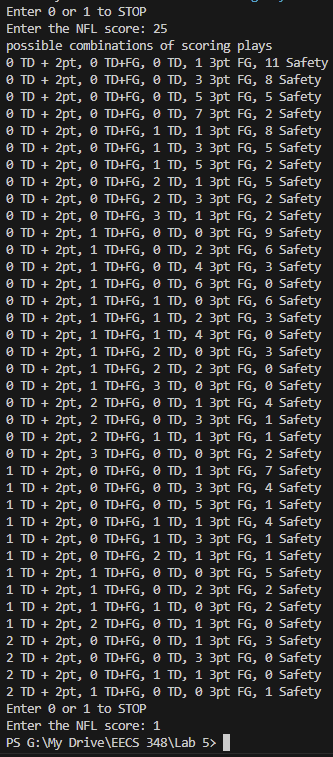 Enter 0 or 1 to STOP
Enter the NFL score: 25
possible combinations of scoring plays
0 TD + 2pt, 0 TD+FG, 0 TD, 1 3pt FG, 11 Safety
0 TD + 2pt, 0 TD+FG, 0 TD, 3 3pt FG, 8 Safety
0 TD + 2pt, 0 TD+FG, 0 TD, 5 3pt FG, 5 Safety
0 TD + 2pt, 0 TD+FG, 0 TD, 7 3pt FG, 2 Safety
0 TD + 2pt, 0 TD+FG, 1 TD, 1 3pt FG, 8 Safety
0 TD + 2pt, 0 TD+FG, 1 TD, 3 3pt FG, 5 Safety
0 TD + 2pt, 0 TD+FG, 1 TD, 5 3pt FG, 2 Safety
0 TD + 2pt, 0 TD+FG, 2 TD, 1 3pt FG, 5 Safety
0 TD + 2pt, 0 TD+FG, 2 TD, 3 3pt FG, 2 Safety
0 TD + 2pt, 0 TD+FG, 3 TD, 1 3pt FG, 2 Safety
0 TD + 2pt, 1 TD+FG, 0 TD, 0 3pt FG, 9 Safety
0 TD + 2pt, 1 TD+FG, 0 TD, 2 3pt FG, 6 Safety
0 TD + 2pt, 1 TD+FG, 0 TD, 4 3pt FG, 3 Safety
0 TD + 2pt, 1 TD+FG, 0 TD, 6 3pt FG, 0 Safety
0 TD + 2pt, 1 TD+FG, 1 TD, 0 3pt FG, 6 Safety
0 TD + 2pt, 1 TD+FG, 1 TD, 2 3pt FG, 3 Safety
0 TD + 2pt, 1 TD+FG, 1 TD, 4 3pt FG, 0 Safety
0 TD + 2pt, 1 TD+FG, 2 TD, 0 3pt FG, 3 Safety
0 TD + 2pt, 1 TD+FG, 2 TD, 2 3pt FG, 0 Safety
0 TD + 2pt, 1 TD+FG, 3 TD, 0 3pt FG, 0 Safety
0 TD + 2pt, 2 TD+FG, 0 TD, 1 3pt FG, 4 Safety
0 TD + 2pt, 2 TD+FG, 0 TD, 3 3pt FG, 1 Safety
0 TD + 2pt, 2 TD+FG, 1 TD, 1 3pt FG, 1 Safety
0 TD + 2pt, 3 TD+FG, 0 TD, 0 3pt FG, 2 Safety
1 TD + 2pt, 0 TD+FG, 0 TD, 1 3pt FG, 7 Safety
1 TD + 2pt, 0 TD+FG, 0 TD, 3 3pt FG, 4 Safety
1 TD + 2pt, 0 TD+FG, 0 TD, 5 3pt FG, 1 Safety
1 TD + 2pt, 0 TD+FG, 1 TD, 1 3pt FG, 4 Safety
1 TD + 2pt, 0 TD+FG, 1 TD, 3 3pt FG, 1 Safety
1 TD + 2pt, 0 TD+FG, 2 TD, 1 3pt FG, 1 Safety
1 TD + 2pt, 1 TD+FG, 0 TD, 0 3pt FG, 5 Safety
1 TD + 2pt, 1 TD+FG, 0 TD, 2 3pt FG, 2 Safety
1 TD + 2pt, 1 TD+FG, 1 TD, 0 3pt FG, 2 Safety
1 TD + 2pt, 2 TD+FG, 0 TD, 1 3pt FG, 0 Safety
2 TD + 2pt, 0 TD+FG, 0 TD, 1 3pt FG, 3 Safety
2 TD + 2pt, 0 TD+FG, 0 TD, 3 3pt FG, 0 Safety
2 TD + 2pt, 0 TD+FG, 1 TD, 1 3pt FG, 0 Safety
2 TD + 2pt, 1 TD+FG, 0 TD, 0 3pt FG, 1 Safety
Enter 0 or 1 to STOP
Enter the NFL score: 1
PS G:\My Drive\EECS 348\Lab 5>